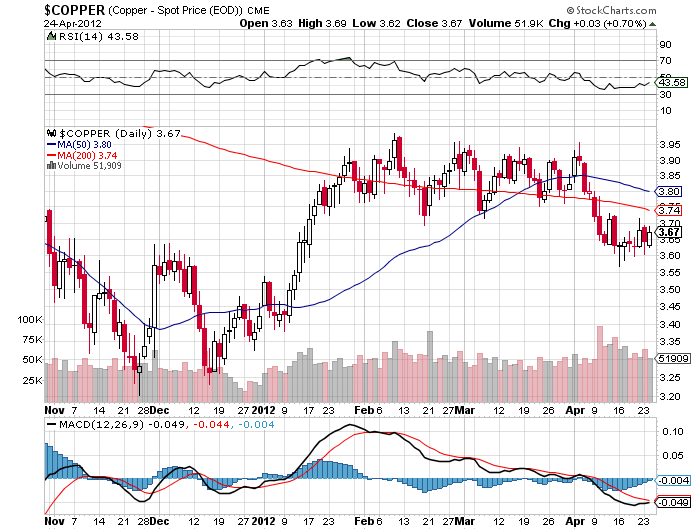 $COPPER (Copper - Spot Price (EOD)) CME © StockCharts.com
24-Apr-2012 Open 3.63 High 3.69 Low 3.62 Close 3.67 Volume 51.9K Chg +0.03 (+0.70%)
RSI(14) 43.58
90
70
50
43.58
30
10
$COPPER (Daily) 3.67
MA(50) 3.80
MA(200) 3.74
Volume 51,909
3.95
3.90
3.85
3.80
3.80
3.75
3.74
3.70
3.67
3.65
3.60
3.55
3.50
3.45
3.40
3.35
3.30
3.25
3.20
100K
75K
50K
25K
51909
Nov 7 14 21 28 Dec 12 19 27 2012 9 17 23 Feb 6 13 21 27 Mar 12 19 26 Apr 9 16 23
MACD(12,26,9) -0.049, -0.044, -0.004
0.10
0.05
-0.004
-0.049
Nov 7 14 21 28 Dec 12 19 27 2012 9 17 23 Feb 6 13 21 27 Mar 12 19 26 Apr 9 16 23